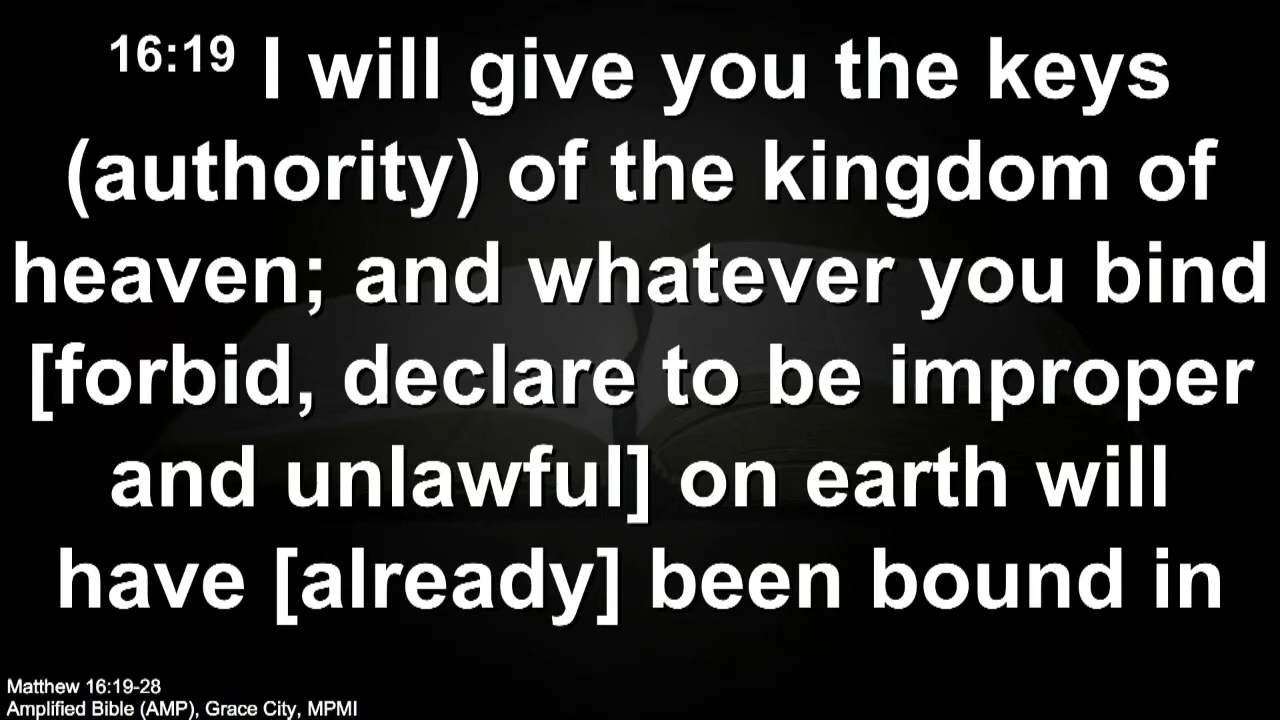 16:19 I will give you the keys
(authority) of the kingdom of
heaven; and whatever you bind
[forbid, declare to be improper
and unlawful] on earth will
have [already] been bound in
Matthew 16:19-28
Amplified Bible (AMP), Grace City, MPMI